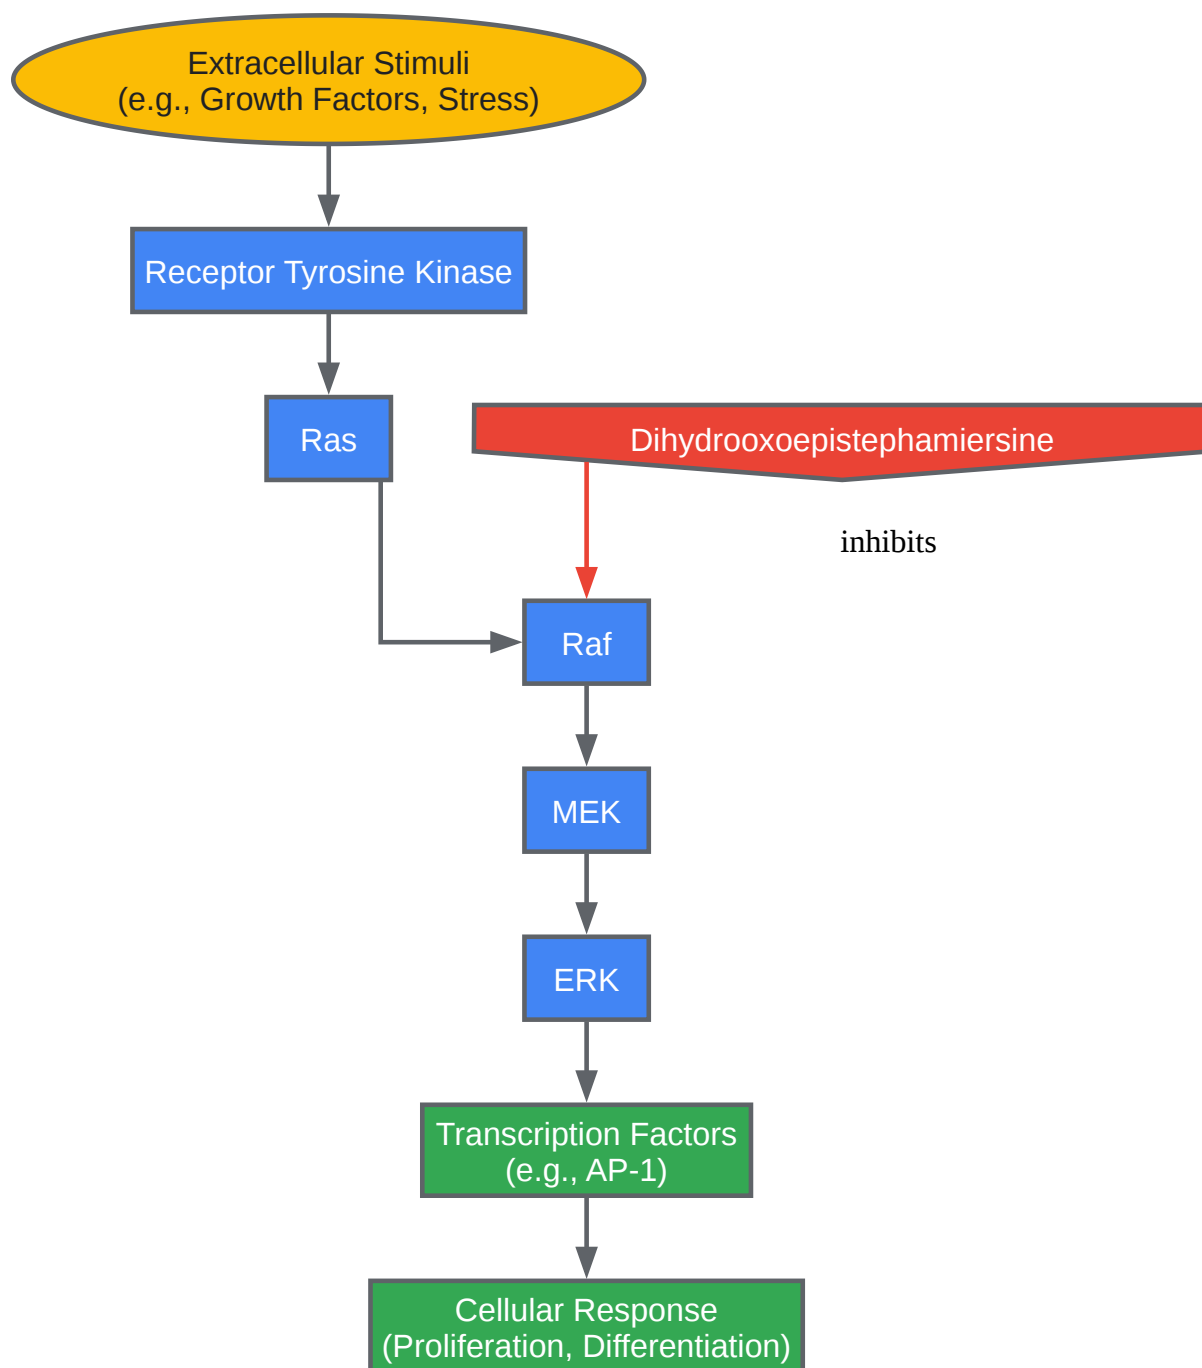 Extracellular Stimuli
(e.g., Growth Factors, Stress)
Receptor Tyrosine Kinase
Ras
Dihydrooxoepistephamiersine
inhibits
Raf
MEK
ERK
Transcription Factors
(e.g., AP-1)
Cellular Response
(Proliferation, Differentiation)